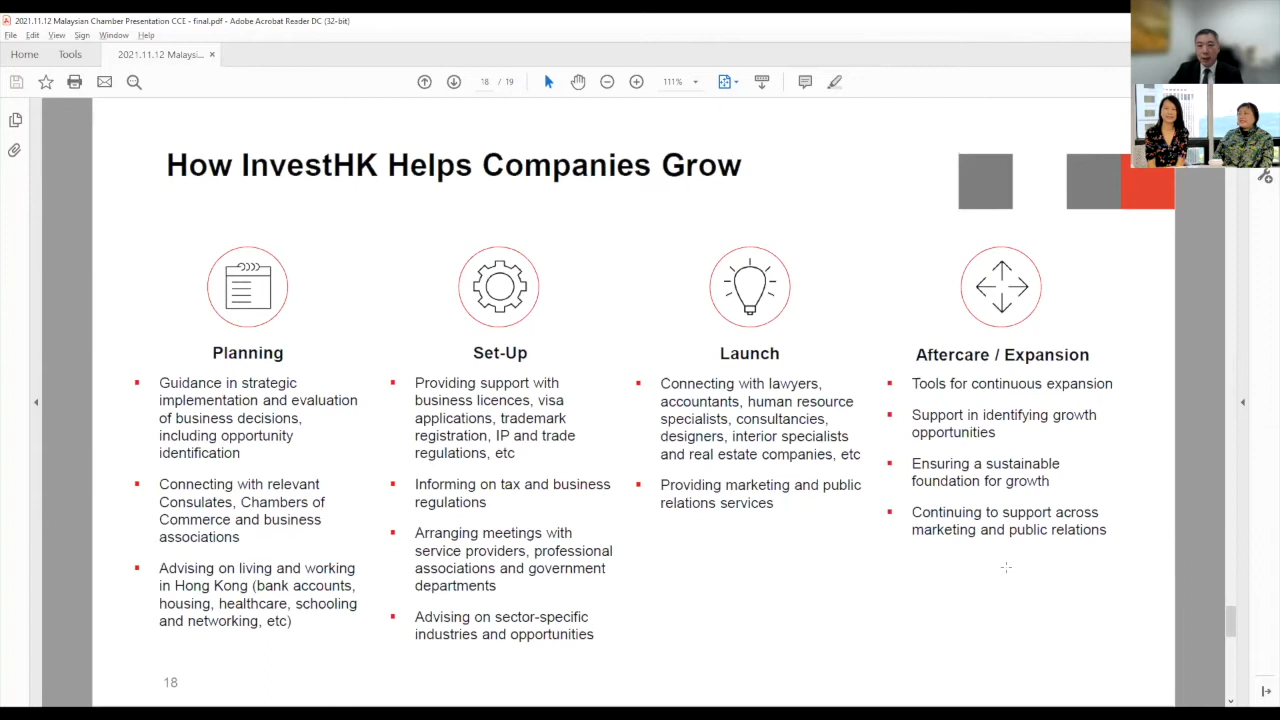 2021.11.12 Malaysian Chamber Presentation CCE - final.pdf - Adobe Acrobat Reader DC (32-bit)
File Edit View Sign Window Help
Home Tools 2021.11.12 Malaysi... ×
18 / 19 111%
How InvestHK Helps Companies Grow
Planning
Guidance in strategic
implementation and evaluation
of business decisions,
including opportunity
identification
Connecting with relevant
Consulates, Chambers of
Commerce and business
associations
Advising on living and working
in Hong Kong (bank accounts,
housing, healthcare, schooling
and networking, etc)
Set-Up
Providing support with
business licences, visa
applications, trademark
registration, IP and trade
regulations, etc
Informing on tax and business
regulations
Arranging meetings with
service providers, professional
associations and government
departments
Advising on sector-specific
industries and opportunities
Launch
Connecting with lawyers,
accountants, human resource
specialists, consultancies,
designers, interior specialists
and real estate companies, etc
Providing marketing and public
relations services
Aftercare / Expansion
Tools for continuous expansion
Support in identifying growth
opportunities
Ensuring a sustainable
foundation for growth
Continuing to support across
marketing and public relations
18